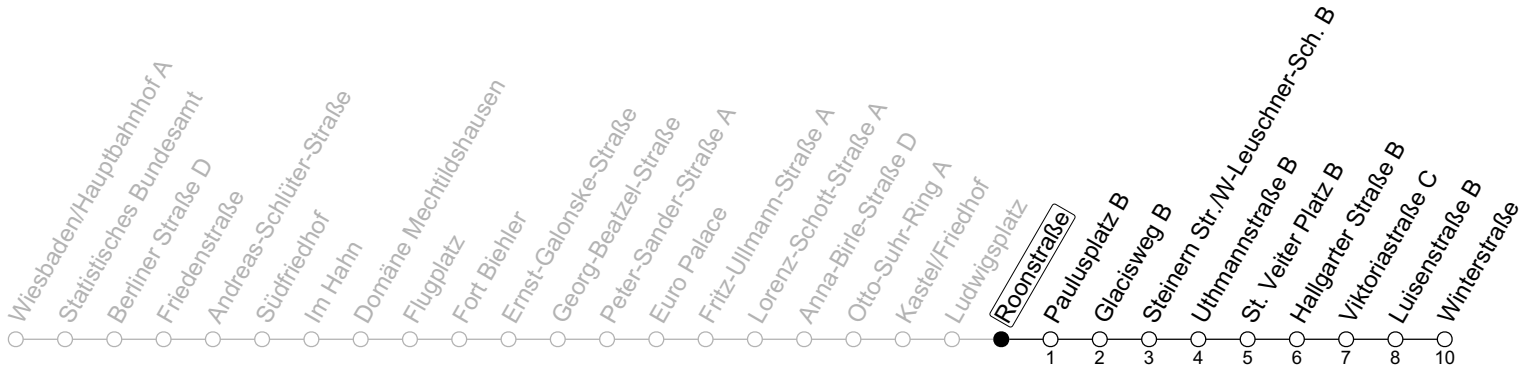 Wiesbaden/Hauptbahnhof A
Statistisches Bundesamt
Berliner Straße D
Friedenstraße
Andreas-Schlüter-Straße
Südfriedhof
Im Hahn
Domäne Mechtildshausen
Flugplatz
Fort Biehler
Ernst-Galonske-Straße
Georg-Beatzel-Straße
Peter-Sander-Straße A
Euro Palace
Fritz-Ullmann-Straße A
Lorenz-Schott-Straße A
Anna-Birle-Straße D
Otto-Suhr-Ring A
Kastel/Friedhof
Ludwigsplatz
Roonstraße
Paulusplatz B
Glacisweg B
Steinern Str./W-Leuschner-Sch. B
Uthmannstraße B
St. Veiter Platz B
Hallgarter Straße B
Viktoriastraße C
Luisenstraße B
Winterstraße
1 2 3 4 5 6 7 8 10